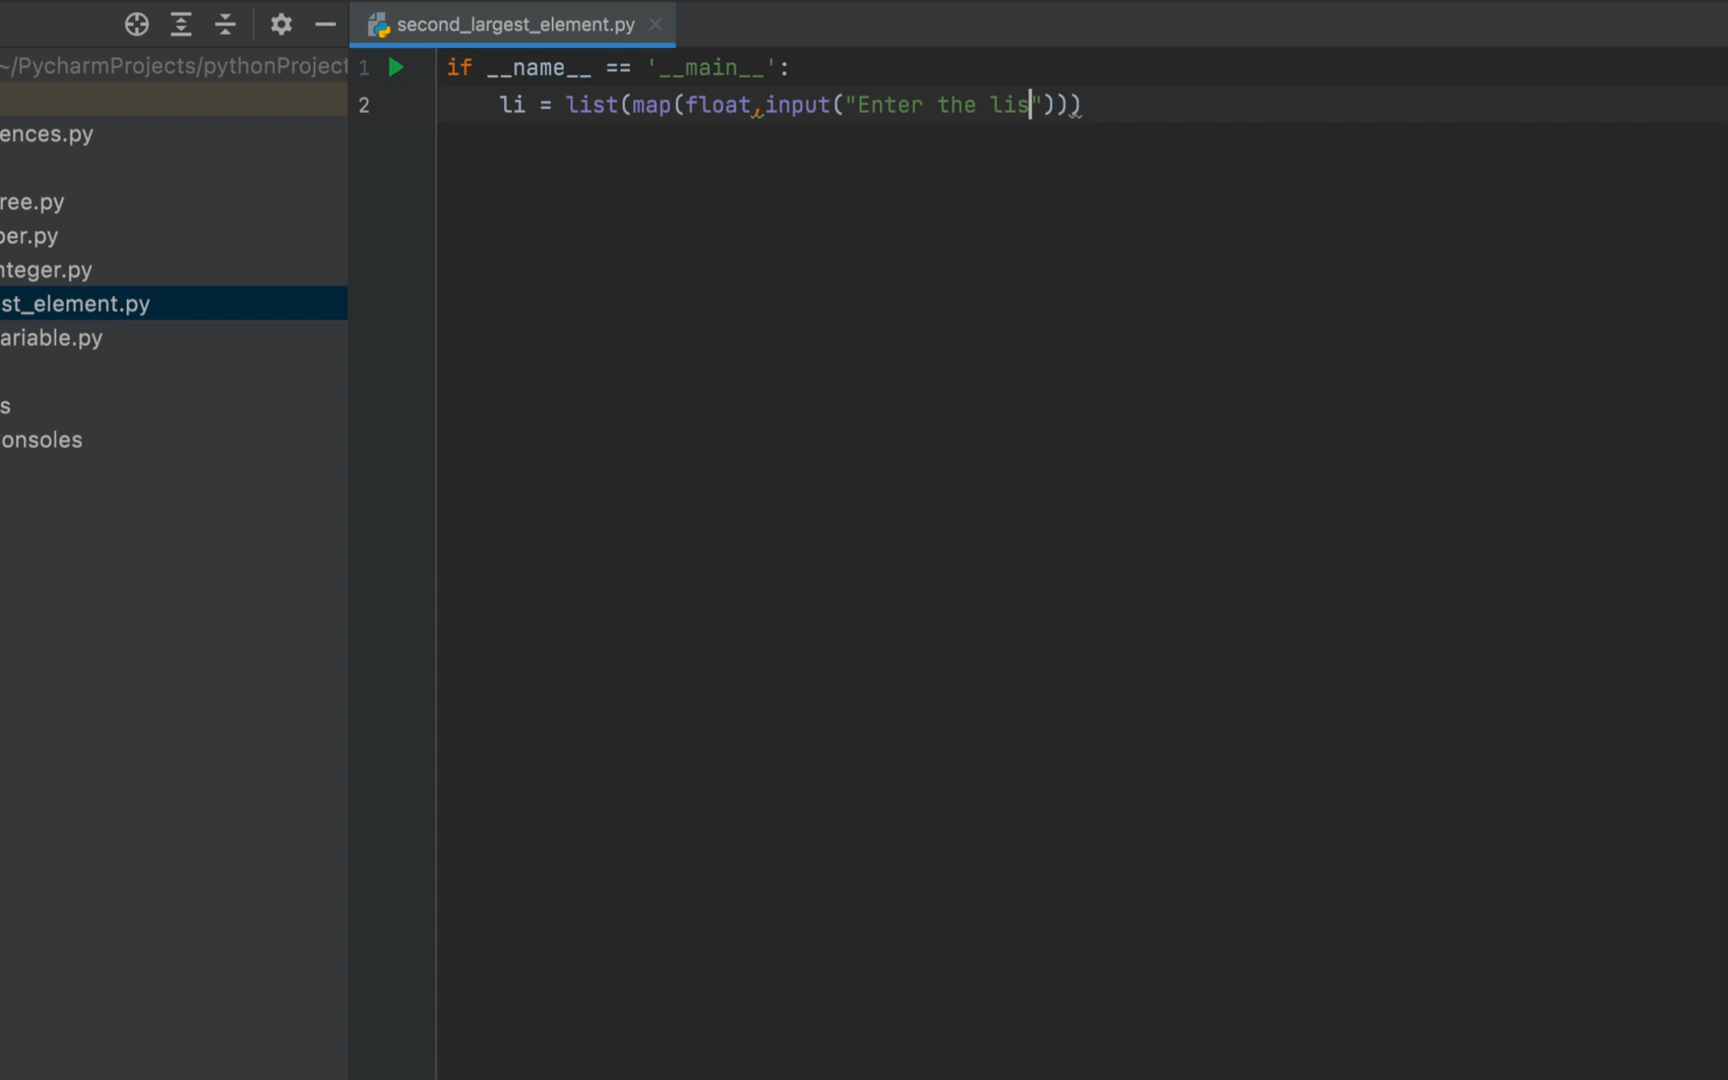 second_largest_element.py
~/PycharmProjects/pythonProject
ences.py
ree.py
ber.py
nteger.py
st_element.py
ariable.py
s
onsoles
1 if __name__ == '__main__':
2 li = list(map(float,input("Enter the lis")))